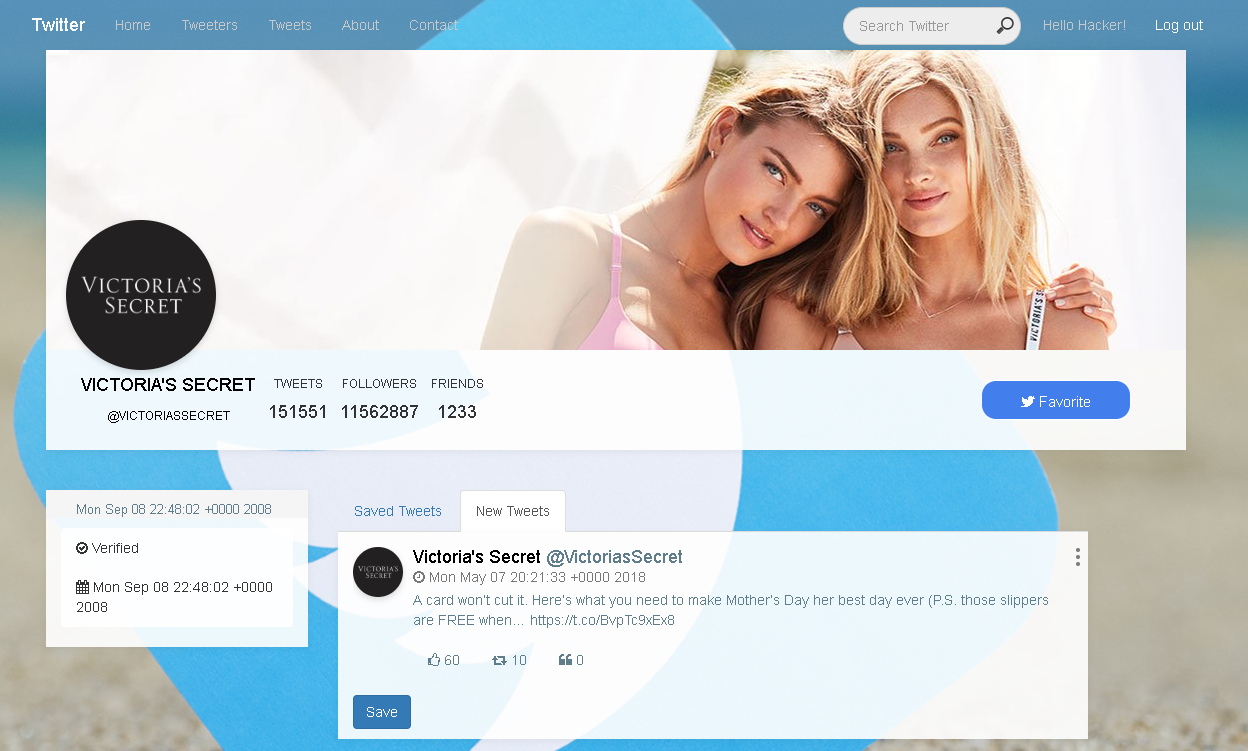 Twitter Home Tweeters Tweets About Contact Search Twitter Hello Hacker! Log out
VICTORIA'S SECRET
VICTORIA'S
SECRET
VICTORIA'S SECRET TWEETS FOLLOWERS FRIENDS
@VICTORIASSECRET 151551 11562887 1233
Favorite
Mon Sep 08 22:48:02 +0000 2008
Verified
Mon Sep 08 22:48:02 +0000
2008
Saved Tweets New Tweets
VICTORIA'S
SECRET
Victoria's Secret @VictoriasSecret
Mon May 07 20:21:33 +0000 2018
A card won't cut it. Here's what you need to make Mother's Day her best day ever (P.S. those slippers
are FREE when... https://t.co/BvpTc9xEx8
60 10 0
Save